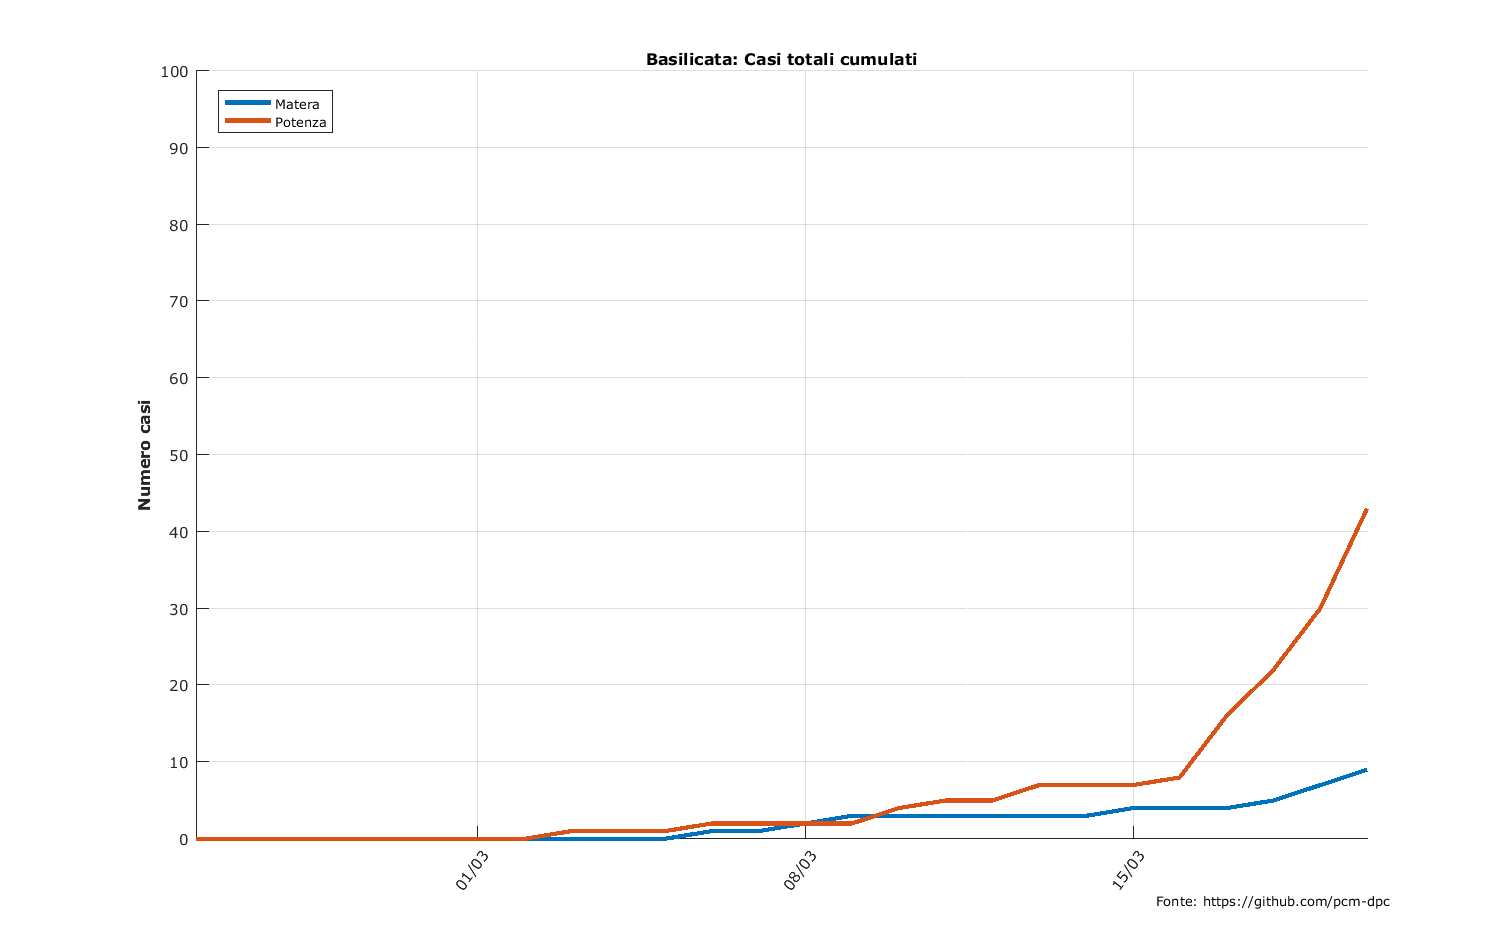 Basilicata: Casi totali cumulati
Matera
Potenza
Numero casi
100
90
80
70
60
50
40
30
20
10
0
01/03
08/03
15/03
Fonte: https://github.com/pcm-dpc